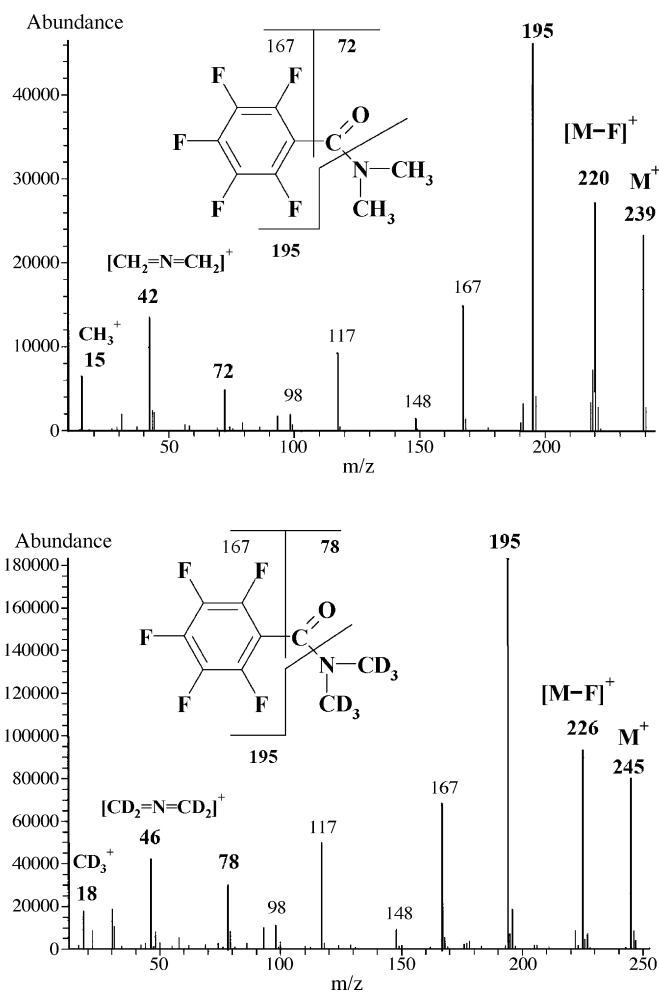 Abundance
195
167 72
F F
O
[M−F]⁺
40000
F C
220 M⁺
N CH₃
239
30000
F F
CH₃
195
[CH₂=N=CH₂]⁺
20000
42
167
CH₃⁺
117
10000
15
72
98
148
0
50 100 150 200
m/z
Abundance
195
167 78
180000
F F
O
160000
F C
[M−F]⁺
140000
N CD₃
226 M⁺
F F
CD₃
120000
245
195
100000
[CD₂=N=CD₂]⁺
80000
167
46
60000
117
CD₃⁺
78
40000
18
98
148
20000
0
50 100 150 200 250
m/z